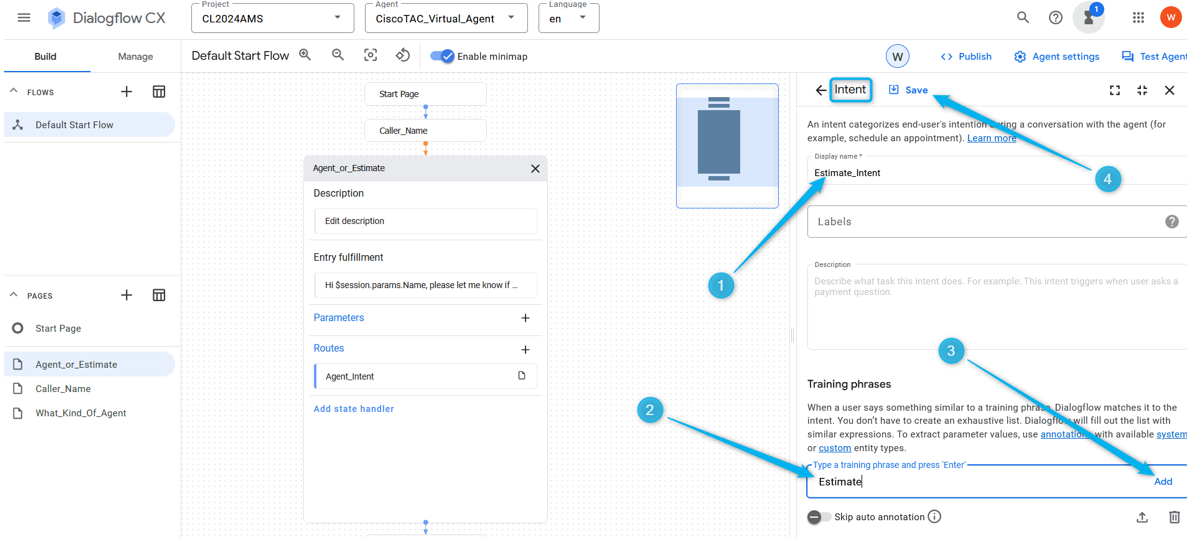 Dialogflow CX
Project
CL2024AMS
Agent
CiscoTAC_Virtual_Agent
Language
en
1
W
Build
Manage
Default Start Flow
Enable minimap
W
Publish
Agent settings
Test Agent
FLOWS
Default Start Flow
PAGES
Start Page
Agent_or_Estimate
Caller_Name
What_Kind_Of_Agent
Start Page
Caller_Name
Agent_or_Estimate
Description
Edit description
Entry fulfillment
Hi $session.params.Name, please let me know if ...
Parameters
Routes
Agent_Intent
Add state handler
Intent
Save
An intent categorizes end-user's intention during a conversation with the agent (for
example, schedule an appointment). Learn more
Display name *
Estimate_Intent
4
Labels
1
Description
Describe what task this intent does. For example: This intent triggers when user asks a
payment question.
3
Training phrases
2
When a user says something similar to a training phrase, Dialogflow matches it to the
intent. You don't have to create an exhaustive list. Dialogflow will fill out the list with
similar expressions. To extract parameter values, use annotations with available system
or custom entity types.
Type a training phrase and press 'Enter'
Estimate
Add
Skip auto annotation